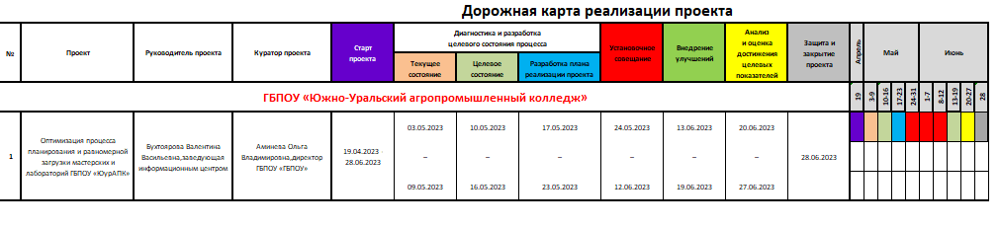 Дорожная карта реализации проекта
№
Проект
Руководитель проекта
Куратор проекта
Старт
проекта
Диагностика и разработка
целевого состояния процесса
Текущее
состояние
Целевое
состояние
Разработка плана
реализации проекта
Установочное
совещание
Внедрение
улучшений
Анализ
и оценка
достижения
целевых
показателей
Защита и
закрытие
проекта
Апрель
Май
Июнь
19
3-9
10-16
17-23
24-31
1-7
8-12
13-19
20-27
28
ГБПОУ «Южно-Уральский агропромышленный колледж»
1
Оптимизация процесса
планирования и равномерной
загрузки мастерских и
лабораторий ГБПОУ «ЮурАПК»
Бухтоярова Валентина
Васильевна,заведующая
информационным центром
Аминева Ольга
Владимировна,директор
ГБПОУ «ГБПОУ»
19.04.2023 -
28.06.2023
03.05.2023
–
09.05.2023
10.05.2023
–
16.05.2023
17.05.2023
–
23.05.2023
24.05.2023
–
12.06.2023
13.06.2023
–
19.06.2023
20.06.2023
–
27.06.2023
28.06.2023